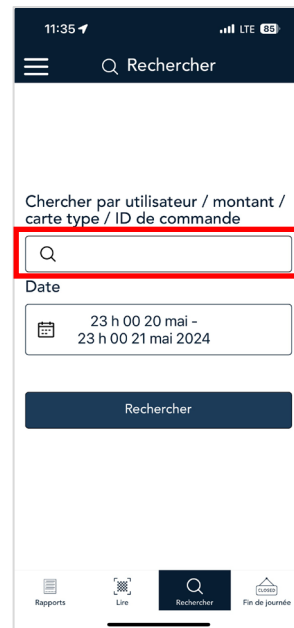 11:35 LTE 85
Rechercher
Chercher par utilisateur / montant /
carte type / ID de commande
Date
23 h 00 20 mai -
23 h 00 21 mai 2024
Rechercher
CLOSED
Rapports Lire Rechercher Fin de journée